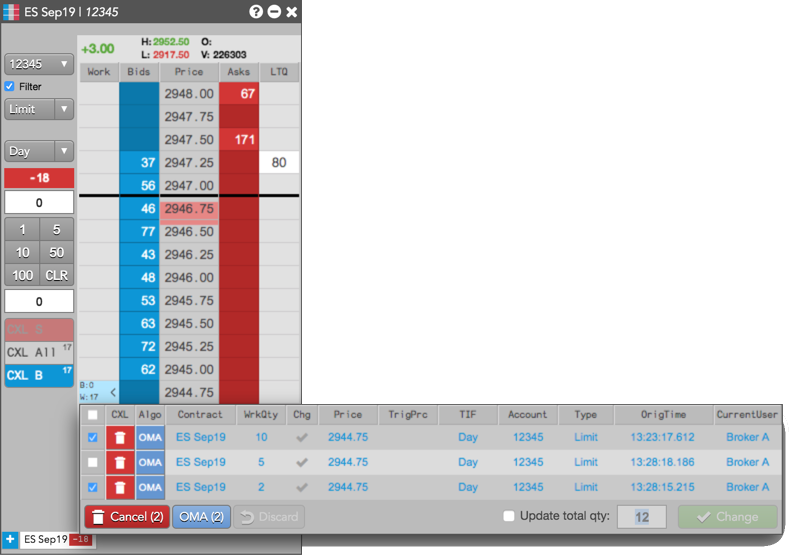 ES Sep19 | 12345
+3.00 H: 2952.50 O:
L: 2917.50 V: 226303
12345
Filter
Limit
Day
-18
0
1 5
10 50
100 CLR
0
CXL S
CXL All 17
CXL B 17
Work Bids Price Asks LTQ
2948.00 67
2947.75
2947.50 171
37 2947.25 80
56 2947.00
46 2946.75
77 2946.50
43 2946.25
48 2946.00
53 2945.75
63 2945.50
72 2945.25
62 2945.00
B:0
W:17 < 2944.75
CXL Algo Contract WrkQty Chg Price TrigPrc TIF Account Type OrigTime CurrentUser
OMA ES Sep19 10 2944.75 Day 12345 Limit 13:23:17.612 Broker A
OMA ES Sep19 5 2944.75 Day 12345 Limit 13:28:18.186 Broker A
OMA ES Sep19 2 2944.75 Day 12345 Limit 13:28:15.215 Broker A
Cancel (2) OMA (2) Discard Update total qty: 12 Change
+ ES Sep19 -18